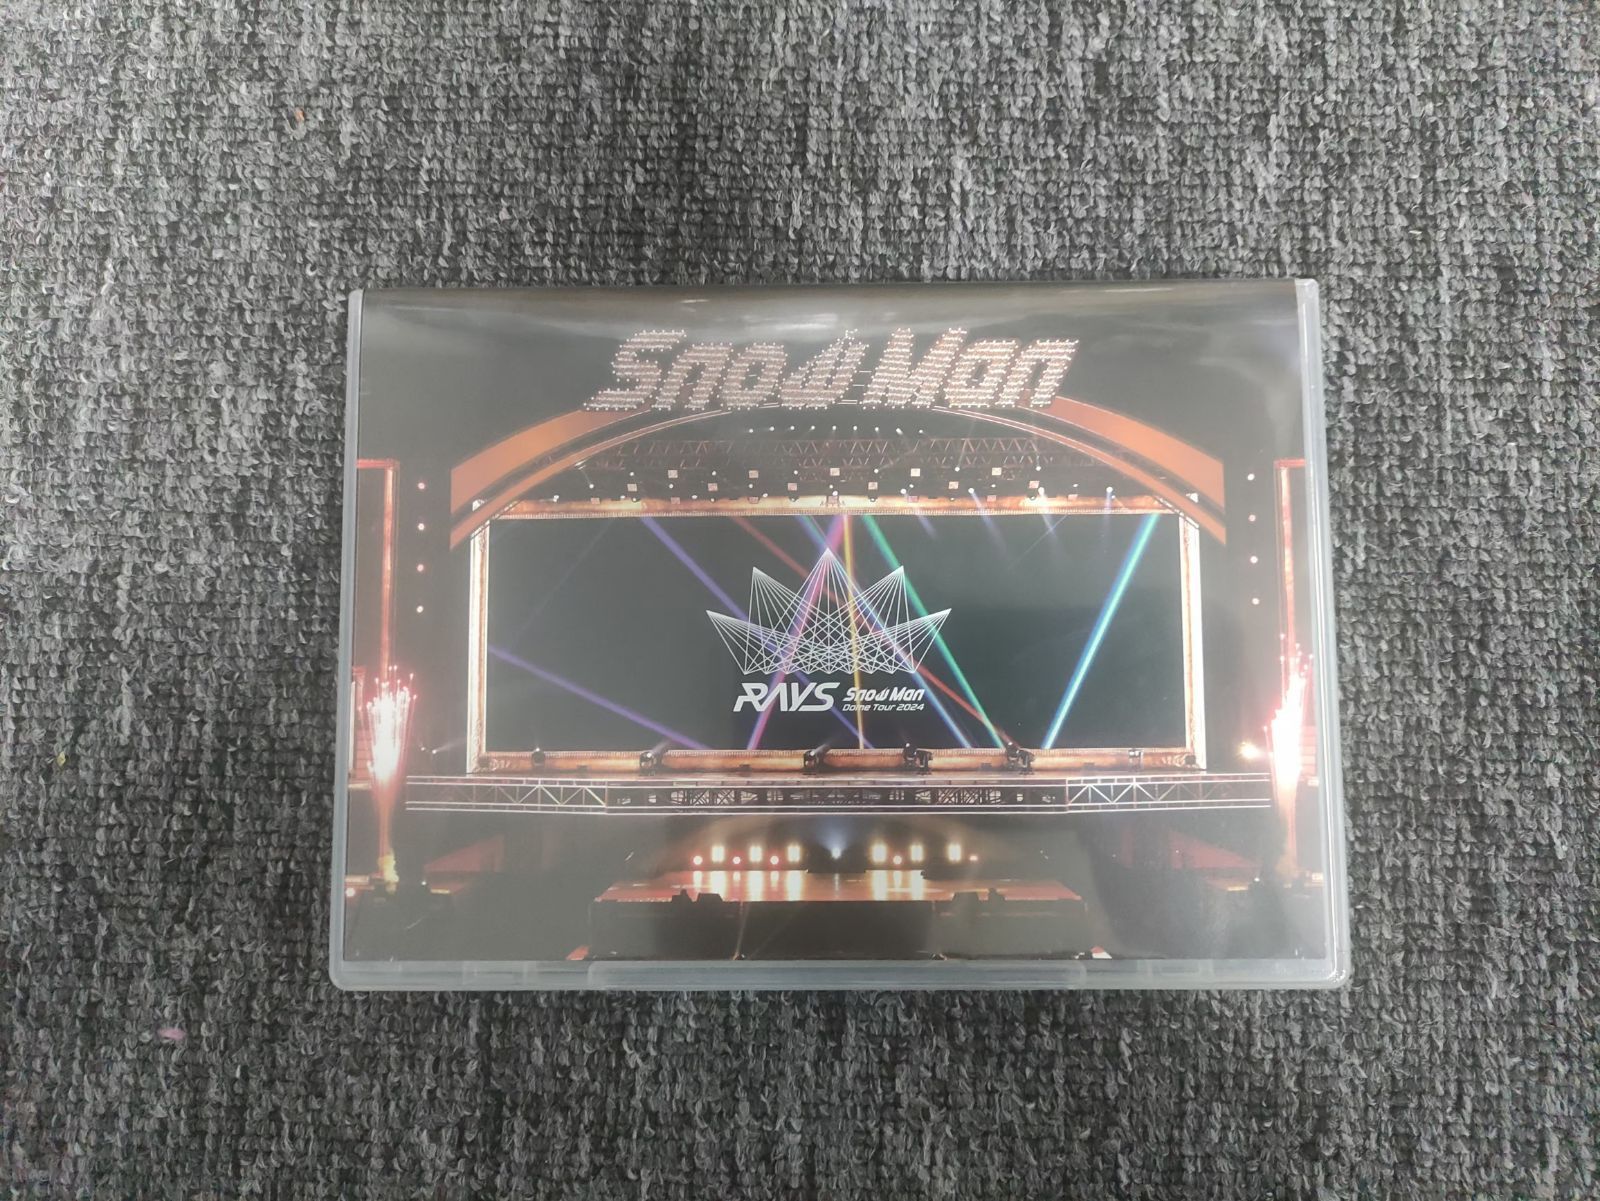 Snow Man
RAYS Snow Man
Dome Tour 2024